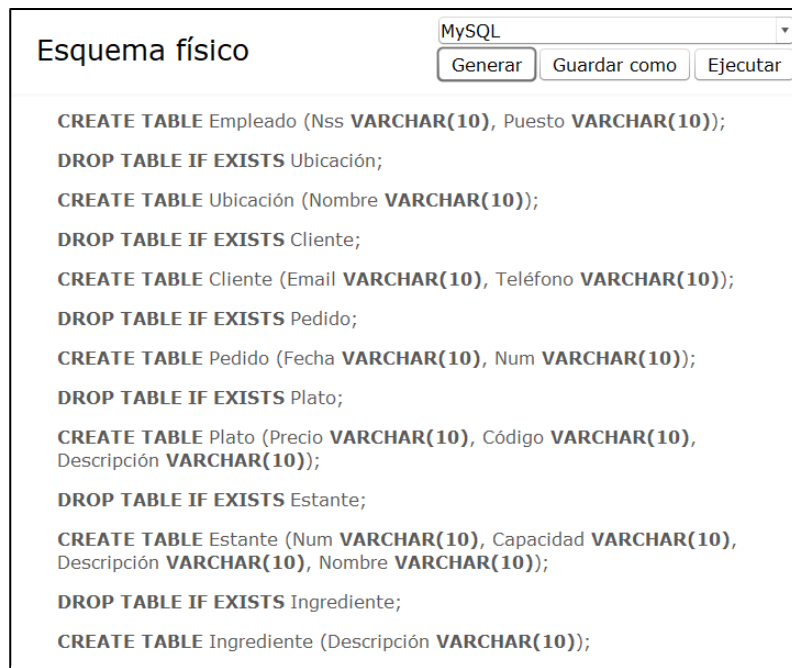 Esquema físico
MySQL
Generar Guardar como Ejecutar
CREATE TABLE Empleado (Nss VARCHAR(10), Puesto VARCHAR(10));
DROP TABLE IF EXISTS Ubicación;
CREATE TABLE Ubicación (Nombre VARCHAR(10));
DROP TABLE IF EXISTS Cliente;
CREATE TABLE Cliente (Email VARCHAR(10), Teléfono VARCHAR(10));
DROP TABLE IF EXISTS Pedido;
CREATE TABLE Pedido (Fecha VARCHAR(10), Num VARCHAR(10));
DROP TABLE IF EXISTS Plato;
CREATE TABLE Plato (Precio VARCHAR(10), Código VARCHAR(10),
Descripción VARCHAR(10));
DROP TABLE IF EXISTS Estante;
CREATE TABLE Estante (Num VARCHAR(10), Capacidad VARCHAR(10),
Descripción VARCHAR(10), Nombre VARCHAR(10));
DROP TABLE IF EXISTS Ingrediente;
CREATE TABLE Ingrediente (Descripción VARCHAR(10));